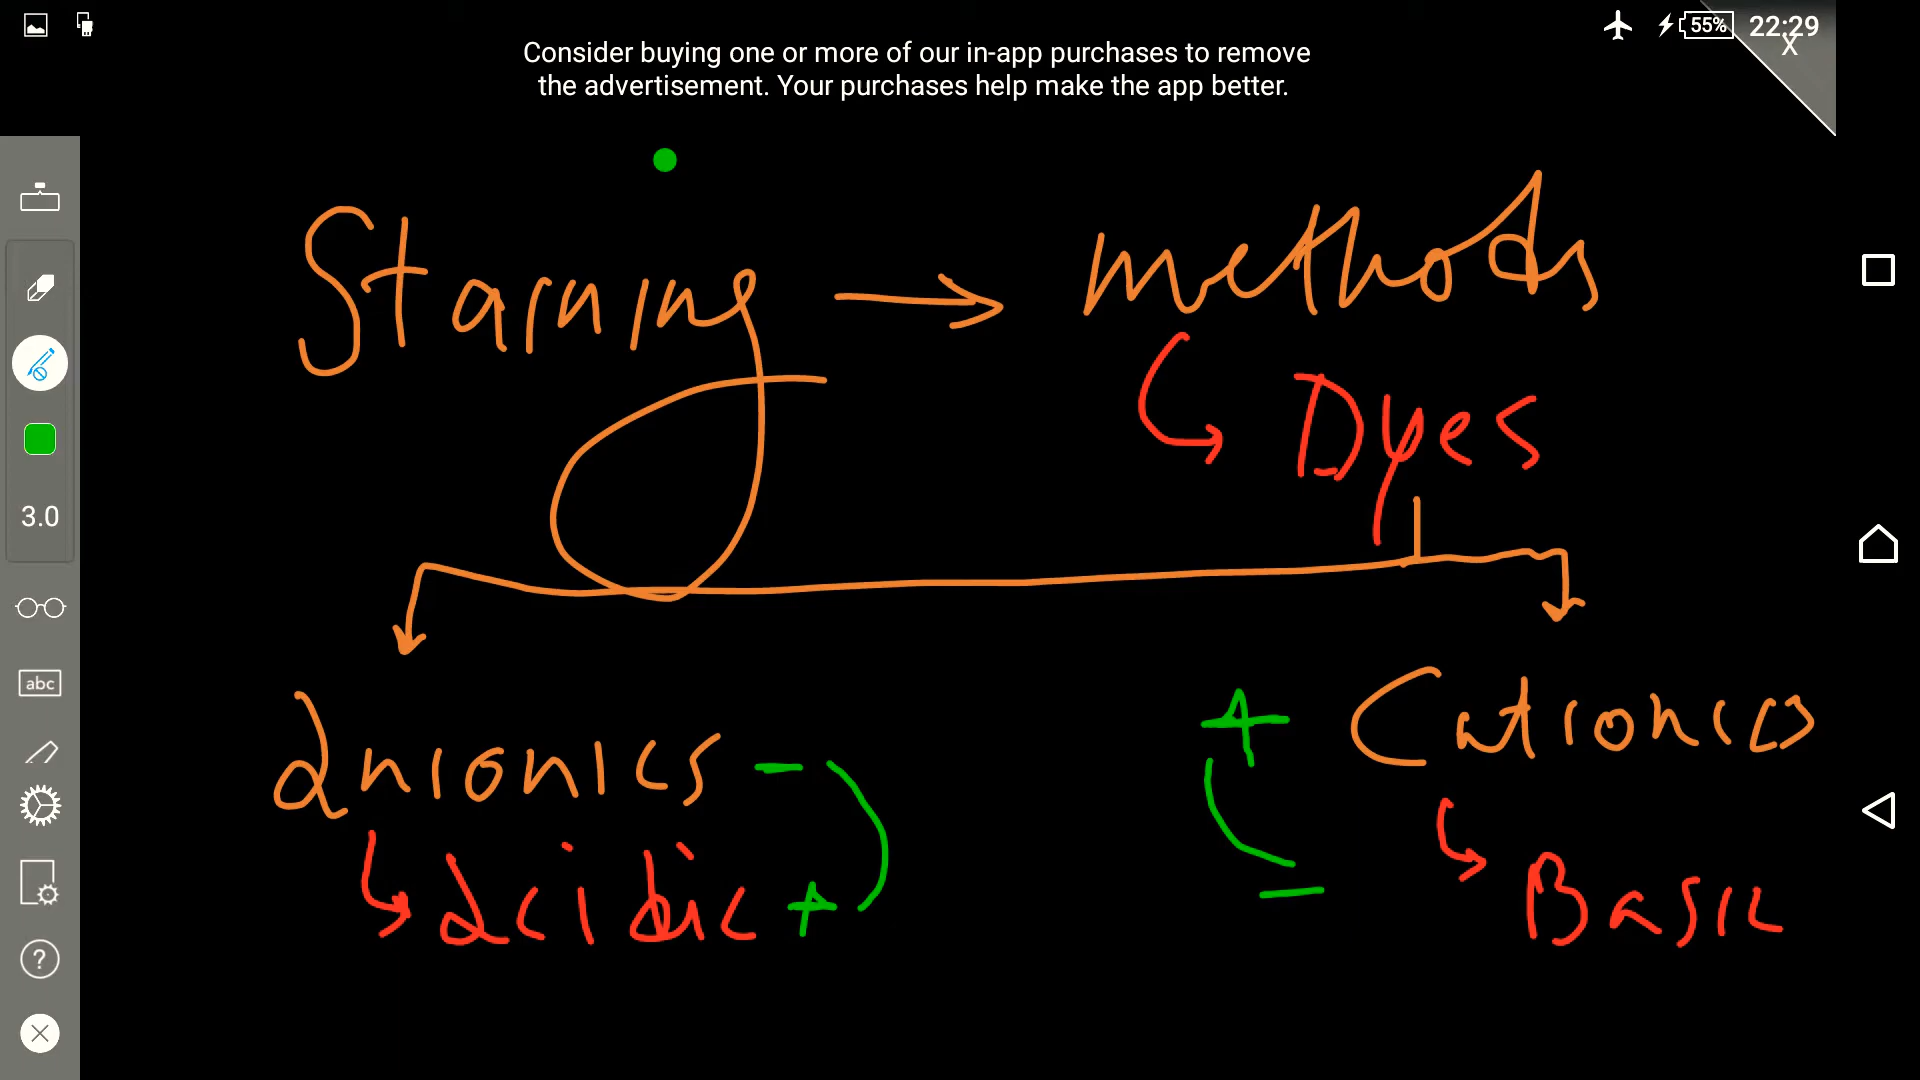 55% 22:29
X
Consider buying one or more of our in-app purchases to remove
the advertisement. Your purchases help make the app better.
Staining → methods
Dyes
3.0
abc
Anionics - + Cationics
Acidic + - Basic
?